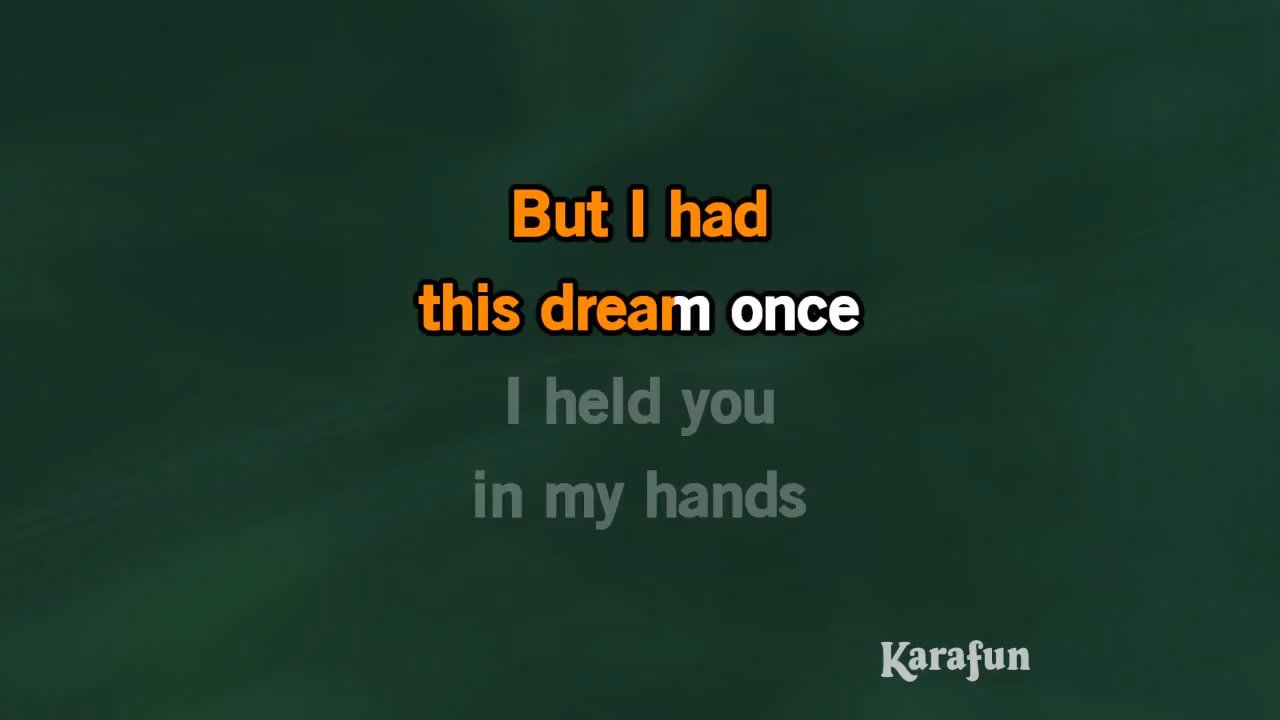 But I had
this dream once
I held you
in my hands
Karafun